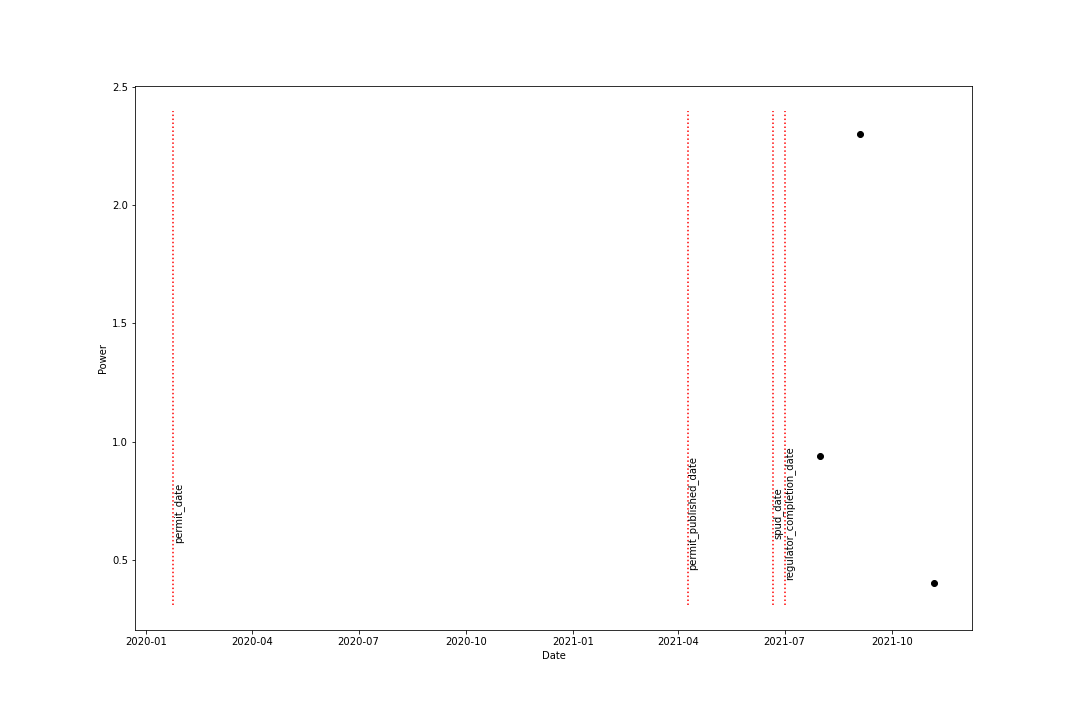 2.5
2.0
1.5
1.0
0.5
Power
permit_date
permit_published_date
spud_date
regulator_completion_date
2020-01
2020-04
2020-07
2020-10
2021-01
2021-04
2021-07
2021-10
Date